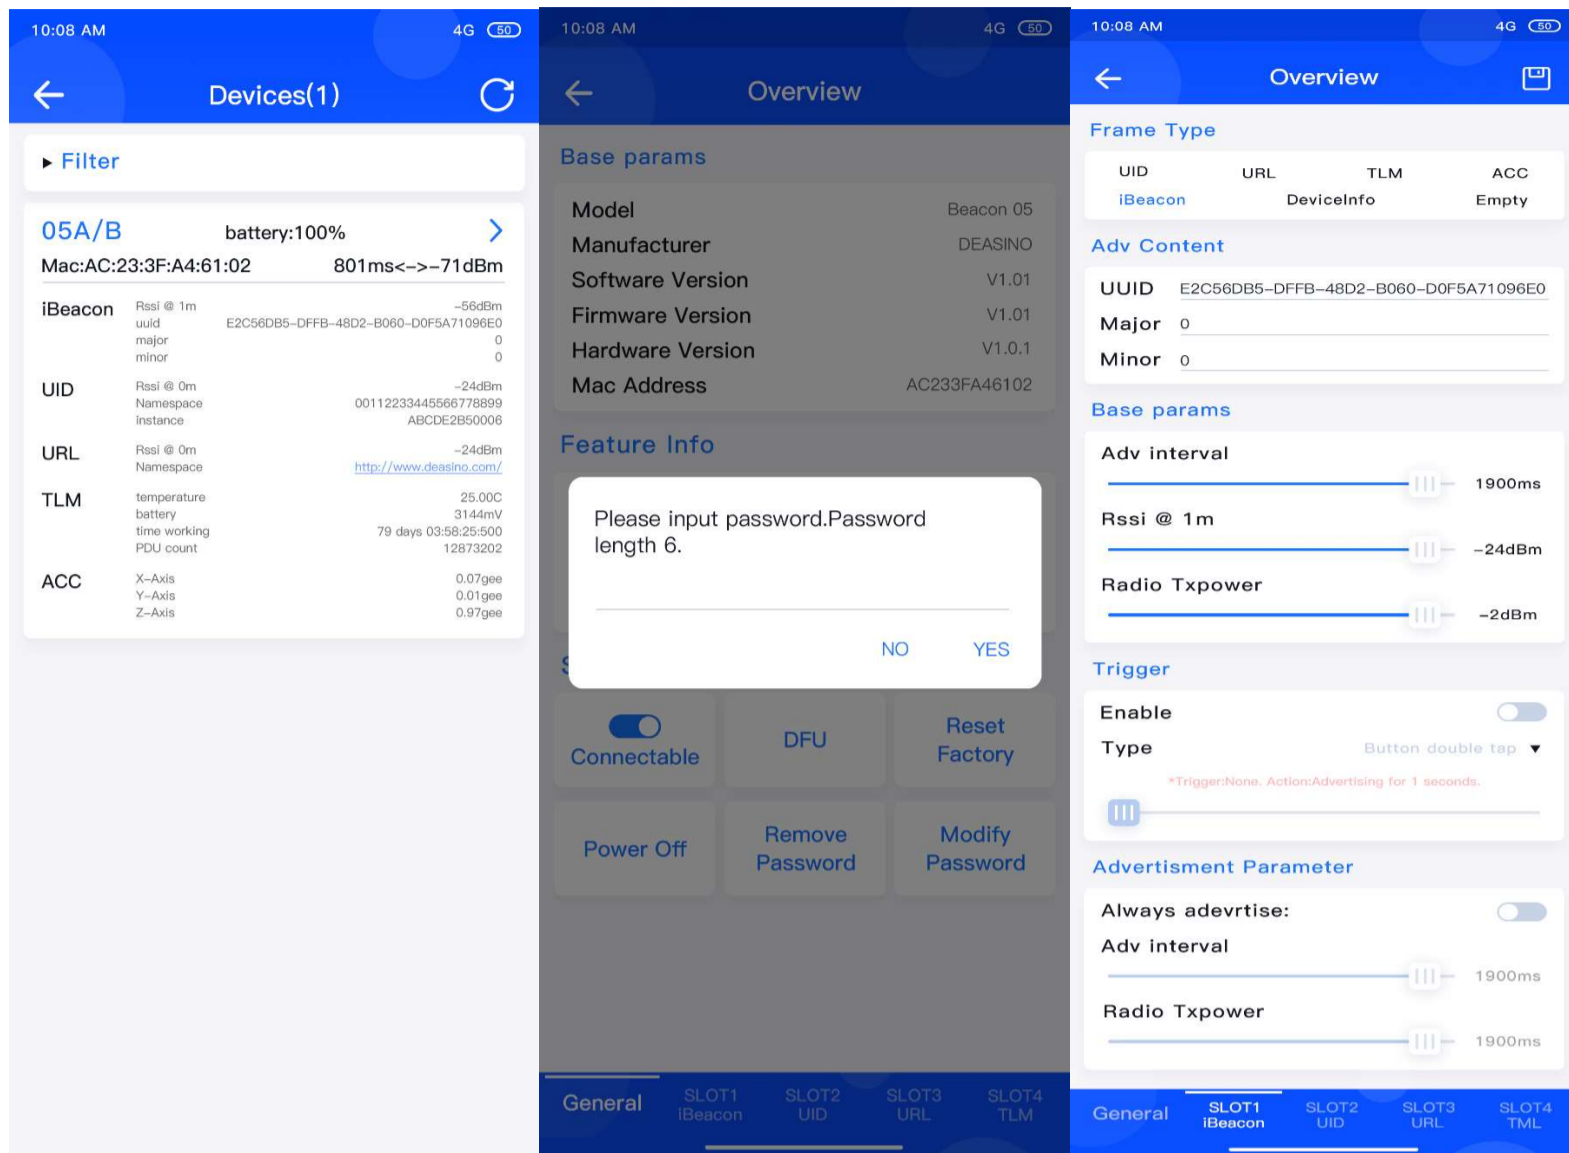 10:08 AM 4G 50
Devices(1)
Filter
05A/B battery:100%
Mac:AC:23:3F:A4:61:02 801ms<->-71dBm
iBeacon Rssi @ 1m -56dBm
uuid E2C56DB5-DFFB-48D2-B060-D0F5A71096E0
major 0
minor 0
UID Rssi @ 0m -24dBm
Namespace 00112233445566778899
instance ABCDE2B50006
URL Rssi @ 0m -24dBm
Namespace http://www.deasino.com/
TLM temperature 25.00C
battery 3144mV
time working 79 days 03:58:25:500
PDU count 12873202
ACC X-Axis 0.07gee
Y-Axis 0.01gee
Z-Axis 0.97gee
10:08 AM 4G 50
Overview
Base params
Model Beacon 05
Manufacturer DEASINO
Software Version V1.01
Firmware Version V1.01
Hardware Version V1.0.1
Mac Address AC233FA46102
Feature Info
Please input password.Password
length 6.
NO YES
Connectable
DFU
Reset
Factory
Power Off
Remove
Password
Modify
Password
General
SLOT1
iBeacon
SLOT2
UID
SLOT3
URL
SLOT4
TLM
10:08 AM 4G 50
Overview
Frame Type
UID URL TLM ACC
iBeacon DeviceInfo Empty
Adv Content
UUID E2C56DB5-DFFB-48D2-B060-D0F5A71096E0
Major 0
Minor 0
Base params
Adv interval
1900ms
Rssi @ 1m
-24dBm
Radio Txpower
-2dBm
Trigger
Enable
Type Button double tap
*Trigger:None. Action:Advertising for 1 seconds.
Advertisment Parameter
Always adevrtise:
Adv interval
1900ms
Radio Txpower
1900ms
General
SLOT1
iBeacon
SLOT2
UID
SLOT3
URL
SLOT4
TML